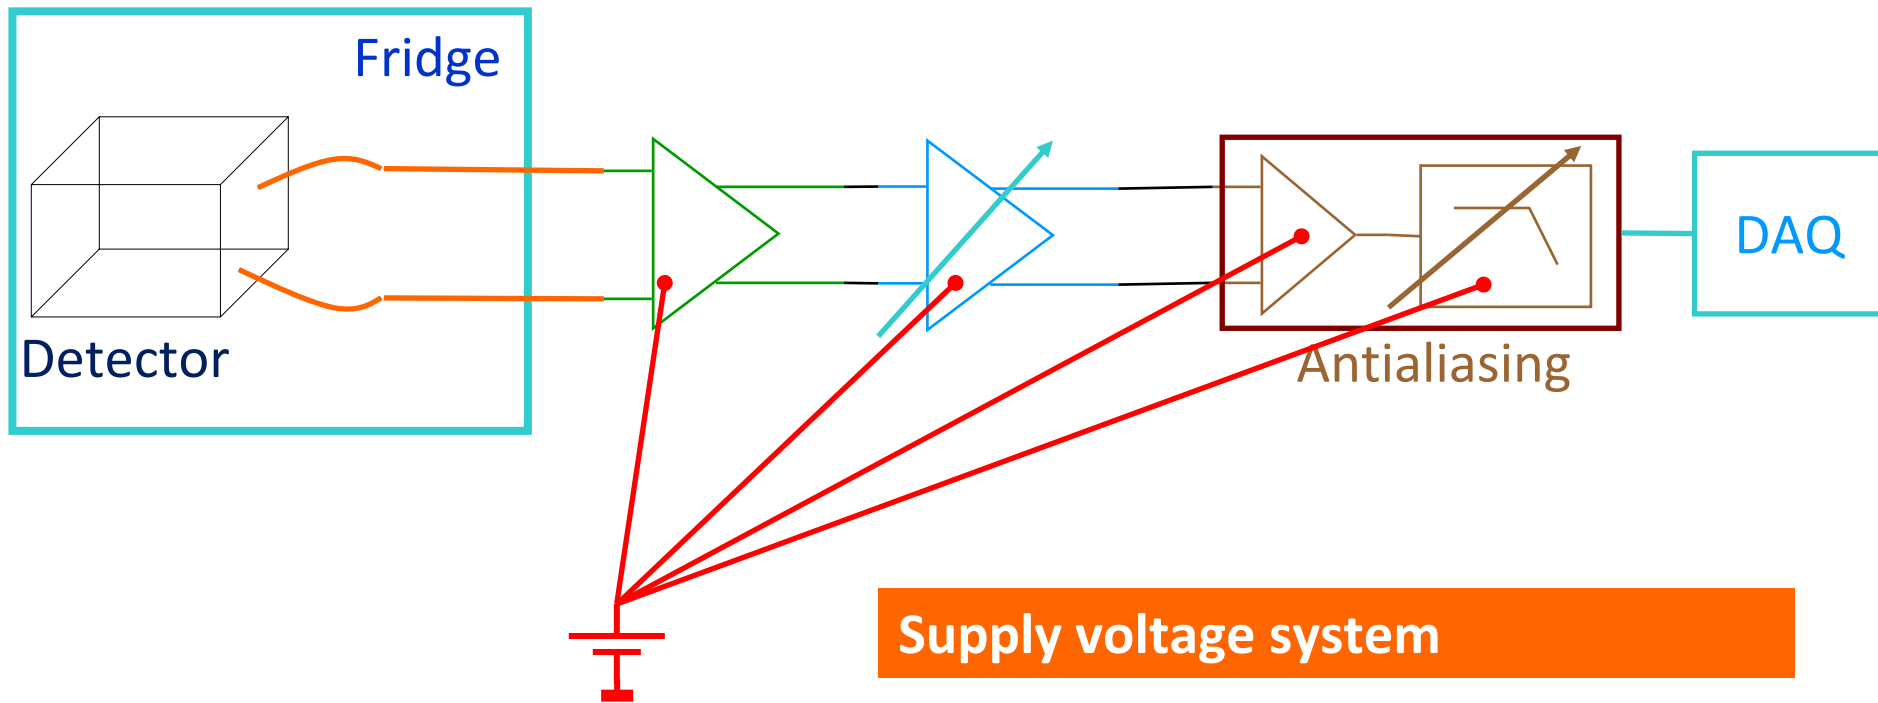 Fridge
Detector
DAQ
Antialiasing
Supply voltage system